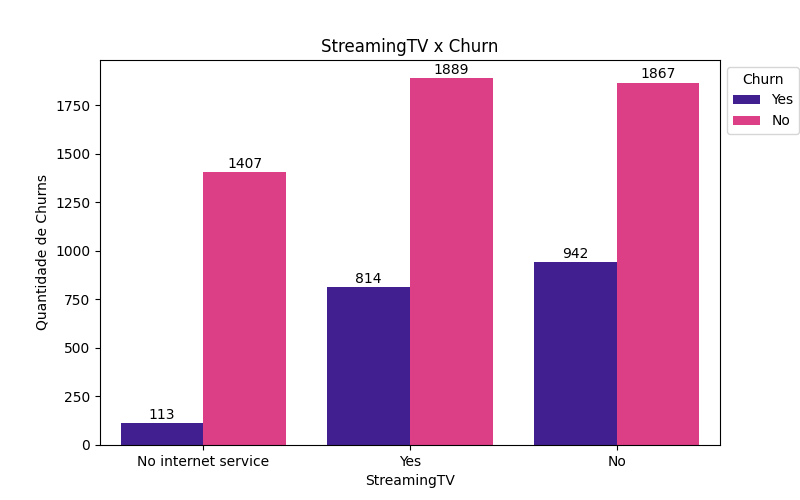 StreamingTV x Churn
Churn
Yes
No
Quantidade de Churns
1750
1500
1250
1000
750
500
250
0
113
1407
814
1889
942
1867
No internet service
Yes
No
StreamingTV